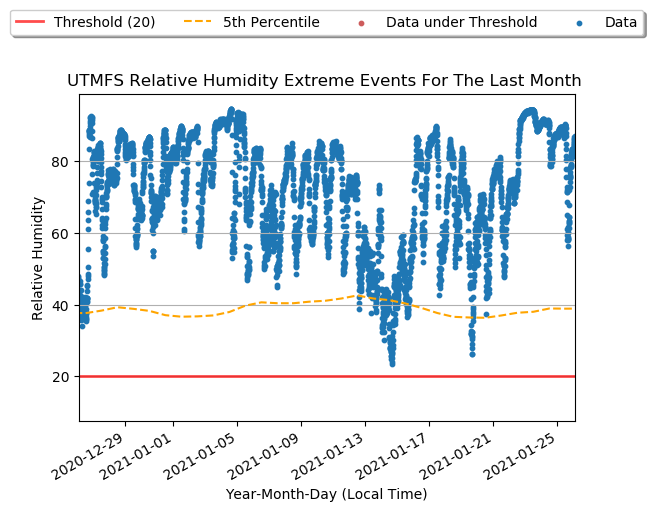 Threshold (20) 5th Percentile Data under Threshold Data
UTMFS Relative Humidity Extreme Events For The Last Month
Relative Humidity
80
60
40
20
2020-12-29 2021-01-01 2021-01-05 2021-01-09 2021-01-13 2021-01-17 2021-01-21 2021-01-25
Year-Month-Day (Local Time)